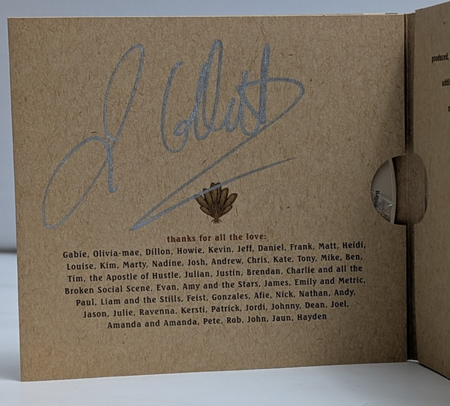 thanks for all the love:
Gabie, Olivia-mae, Dillon, Howie, Kevin, Jeff, Daniel, Frank, Matt, Heidi,
Louise, Kim, Marty, Nadine, Josh, Andrew, Chris, Kate, Tony, Mike, Ben,
Tim, the Apostle of Hustle, Julian, Justin, Brendan, Charlie and all the
Broken Social Scene, Evan, Amy and the Stars, James, Emily and Metric,
Paul, Liam and the Stills, Feist, Gonzales, Afie, Nick, Nathan, Andy,
Jason, Julie, Ravenna, Kersti, Patrick, Jordi, Johnny, Dean, Joel,
Amanda and Amanda, Pete, Rob, John, Jaun, Hayden
produced,